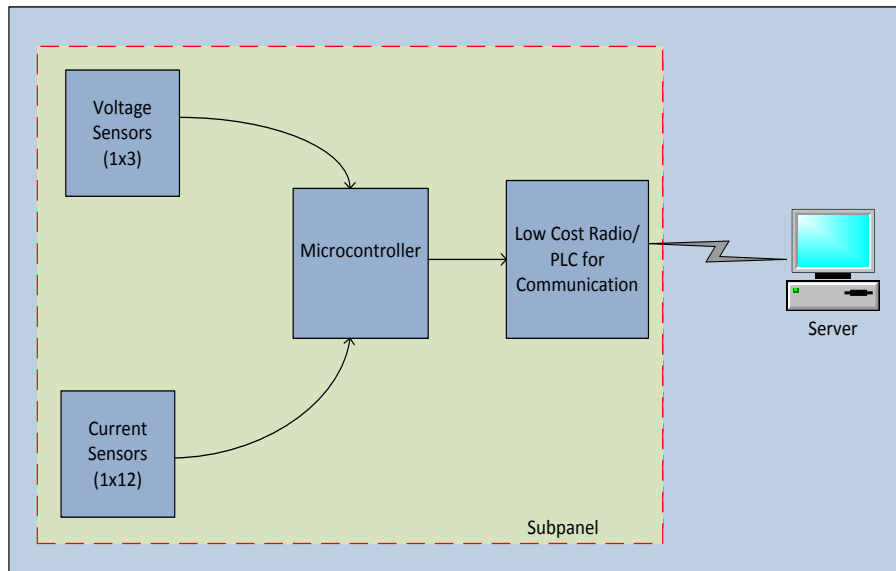 Voltage
Sensors
(1x3)
Microcontroller
Low Cost Radio/
PLC for
Communication
Server
Current
Sensors
(1x12)
Subpanel